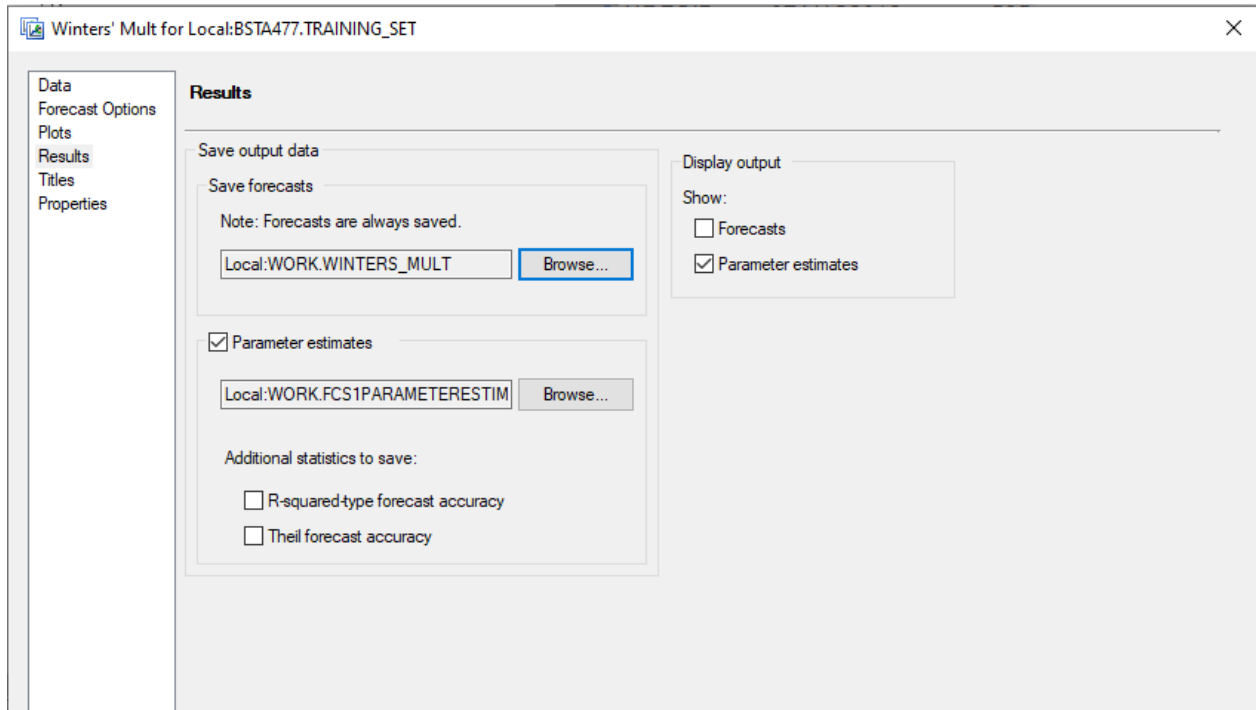 Winters' Mult for Local:BSTA477.TRAINING_SET
Data
Forecast Options
Plots
Results
Titles
Properties
Results
Save output data
Save forecasts
Note: Forecasts are always saved.
Local:WORK.WINTERS_MULT
Browse...
Parameter estimates
Local:WORK.FCS1PARAMETERESTIM
Browse...
Additional statistics to save:
R-squared-type forecast accuracy
Theil forecast accuracy
Display output
Show:
Forecasts
Parameter estimates